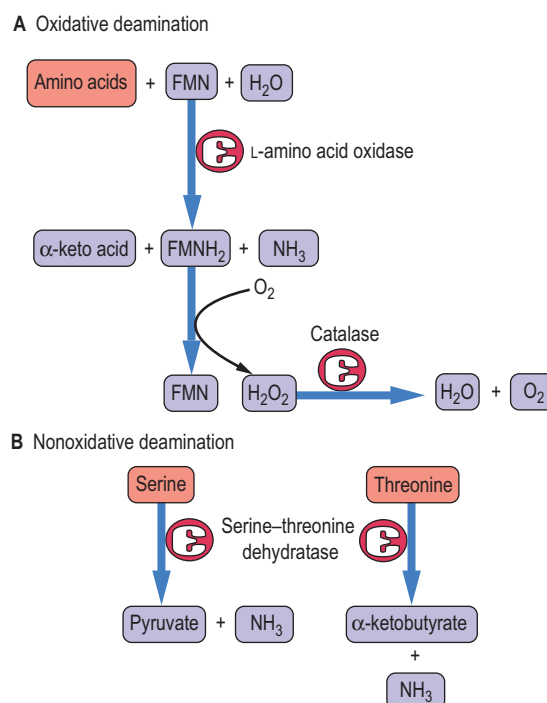 A Oxidative deamination
Amino acids + FMN + H₂O
L-amino acid oxidase
α-keto acid + FMNH₂ + NH₃
O₂
Catalase
FMN H₂O₂ H₂O + O₂
B Nonoxidative deamination
Serine Threonine
Serine–threonine
dehydratase
Pyruvate + NH₃ α-ketobutyrate
+
NH₃